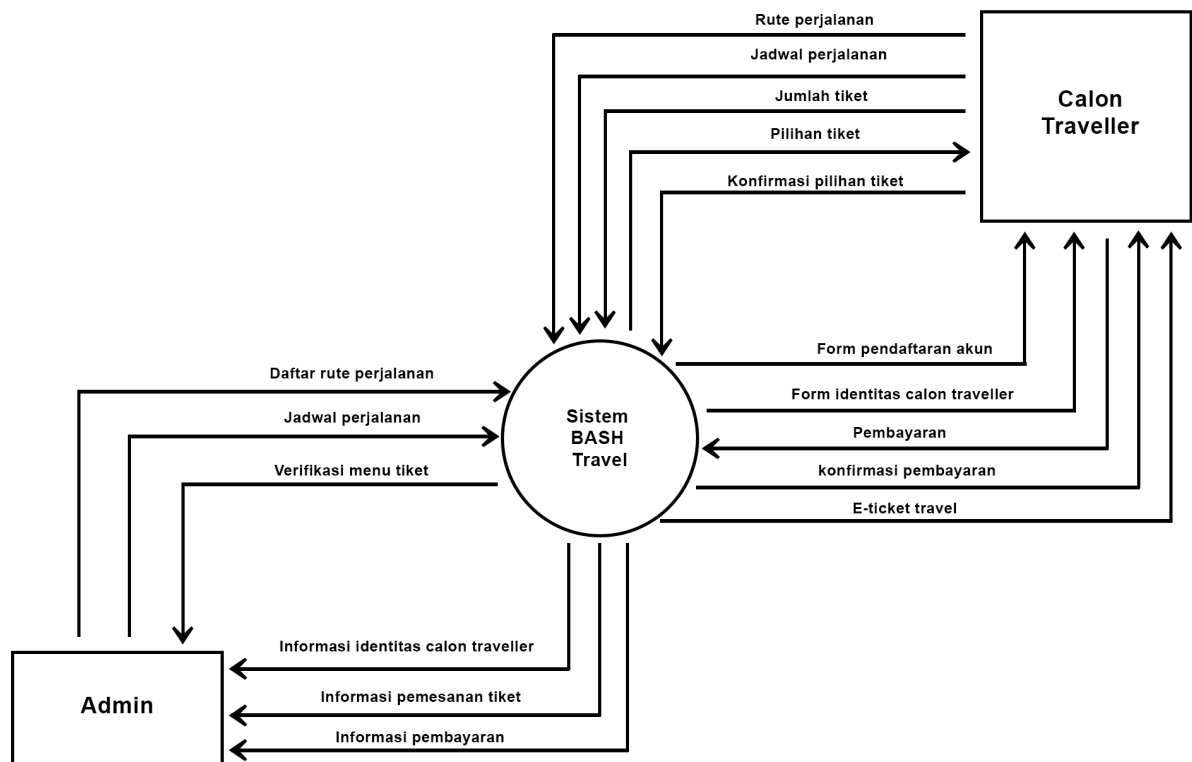 Rute perjalanan
Jadwal perjalanan
Jumlah tiket
Pilihan tiket
Konfirmasi pilihan tiket
Calon
Traveller
Form pendaftaran akun
Form identitas calon traveller
Pembayaran
konfirmasi pembayaran
E-ticket travel
Sistem
BASH
Travel
Daftar rute perjalanan
Jadwal perjalanan
Verifikasi menu tiket
Informasi identitas calon traveller
Informasi pemesanan tiket
Informasi pembayaran
Admin